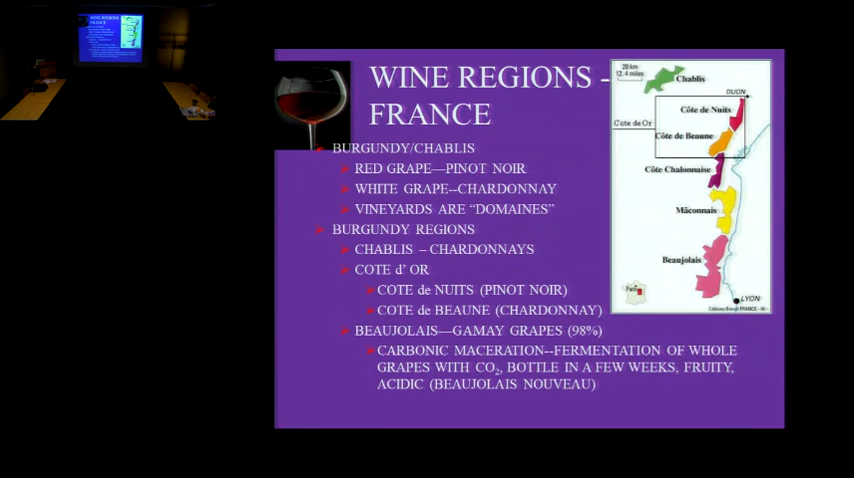 WINE REGIONS -
FRANCE
BURGUNDY/CHABLIS
RED GRAPE—PINOT NOIR
WHITE GRAPE--CHARDONNAY
VINEYARDS ARE “DOMAINES”
BURGUNDY REGIONS
CHABLIS – CHARDONNAYS
COTE d’ OR
COTE de NUITS (PINOT NOIR)
COTE de BEAUNE (CHARDONNAY)
BEAUJOLAIS—GAMAY GRAPES (98%)
CARBONIC MACERATION--FERMENTATION OF WHOLE
GRAPES WITH CO₂, BOTTLE IN A FEW WEEKS, FRUITY,
ACIDIC (BEAUJOLAIS NOUVEAU)
20 km
12.4 miles
Chablis
DIJON
Côte de Nuits
Cote de Or
Côte de Beaune
Côte Chalonnaise
Mâconnais
Beaujolais
Paris
LYON
WINE REGIONS -
FRANCE